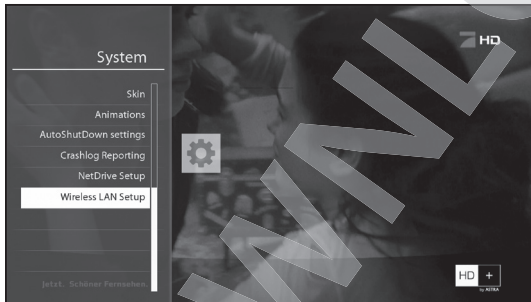 System
HD
Skin
Animations
AutoShutDown settings
Crashlog Reporting
NetDrive Setup
Wireless LAN Setup
Jetzt. Schöner Fernsehen.
HD +
by ASTRA